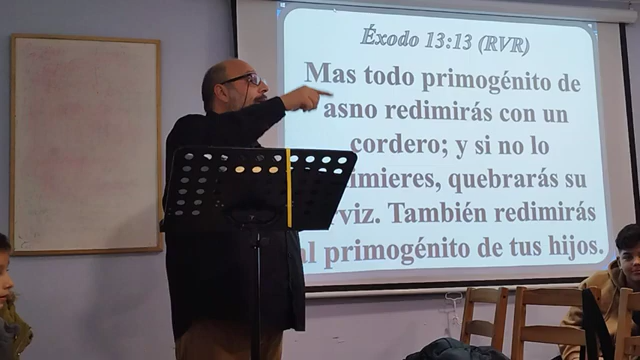 Éxodo 13:13 (RVR)
Mas todo primogénito de
asno redimirás con un
cordero; y si no lo
quebrarás su
También redimirás
al primogénito de tus hijos.